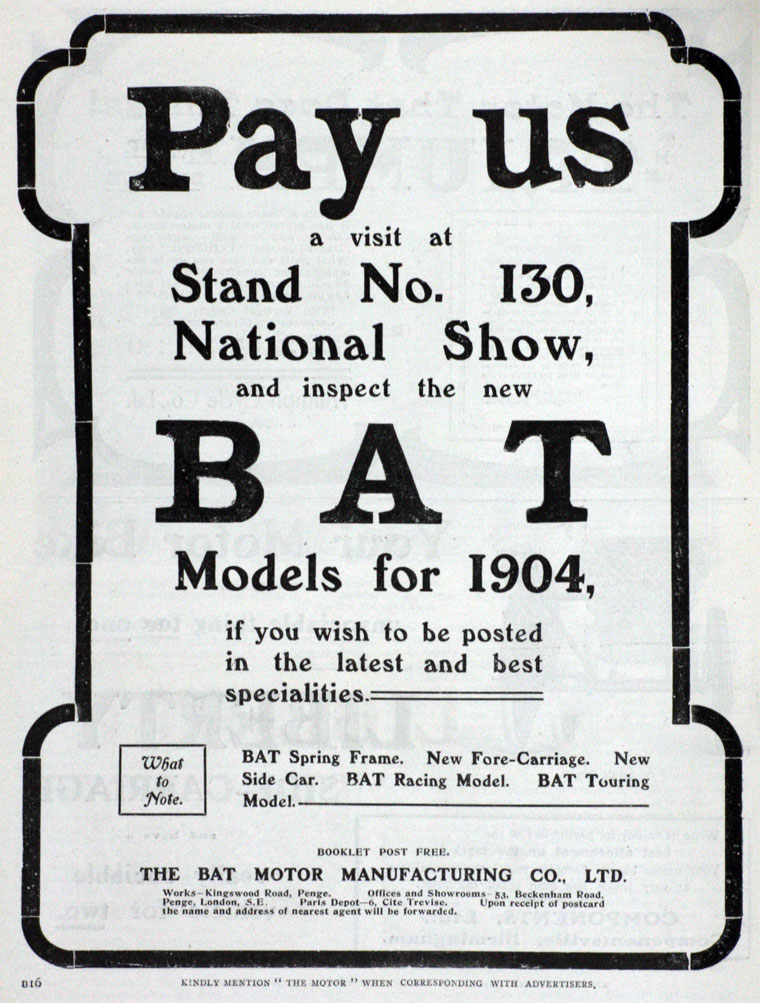 Pay us
a visit at
Stand No. 130,
National Show,
and inspect the new
BAT
Models for 1904,
if you wish to be posted
in the latest and best
specialities.
What
to
Note.
BAT Spring Frame. New Fore-Carriage. New
Side Car. BAT Racing Model. BAT Touring
Model.
BOOKLET POST FREE.
THE BAT MOTOR MANUFACTURING CO., LTD.
Works—Kingswood Road, Penge. Offices and Showrooms—53, Beckenham Road,
Penge, London, S.E. Paris Depot—6, Cite Trevise. Upon receipt of postcard
the name and address of nearest agent will be forwarded.
B16
KINDLY MENTION "THE MOTOR" WHEN CORRESPONDING WITH ADVERTISERS.